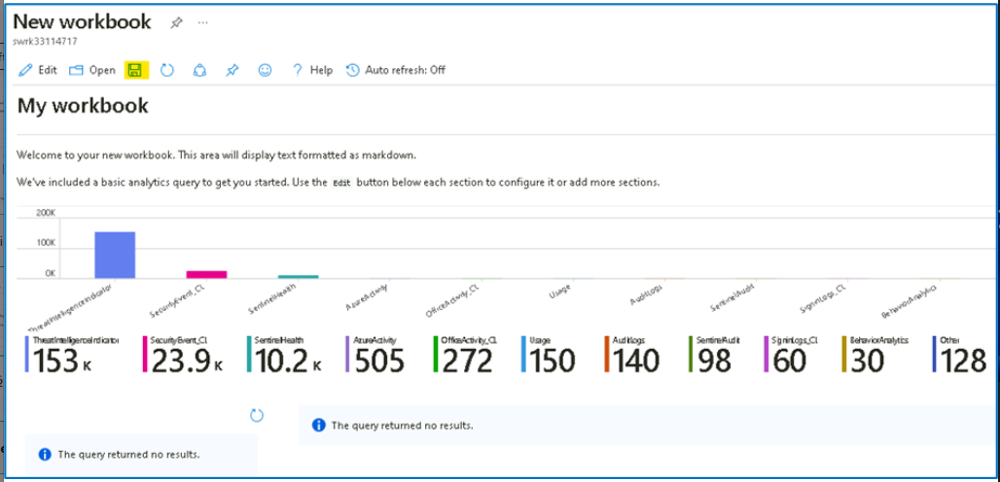 New workbook ...
swrk33114717
Edit Open Help Auto refresh: Off
My workbook
Welcome to your new workbook. This area will display text formatted as markdown.
We've included a basic analytics query to get you started. Use the Edit button below each section to configure it or add more sections.
200K
100K
0K
ThreatIntelligenceIndicator SecurityEvent_CL SentinelHealth AzureActivity OfficeActivity_CL Usage AuditLogs SentinelAudit SigninLogs_CL BehaviorAnalytics
ThreatIntelligenceIndicator SecurityEvent_CL SentinelHealth AzureActivity OfficeActivity_CL Usage AuditLogs SentinelAudit SigninLogs_CL BehaviorAnalytics Other
153 K 23.9 K 10.2 K 505 272 150 140 98 60 30 128
The query returned no results.
The query returned no results.